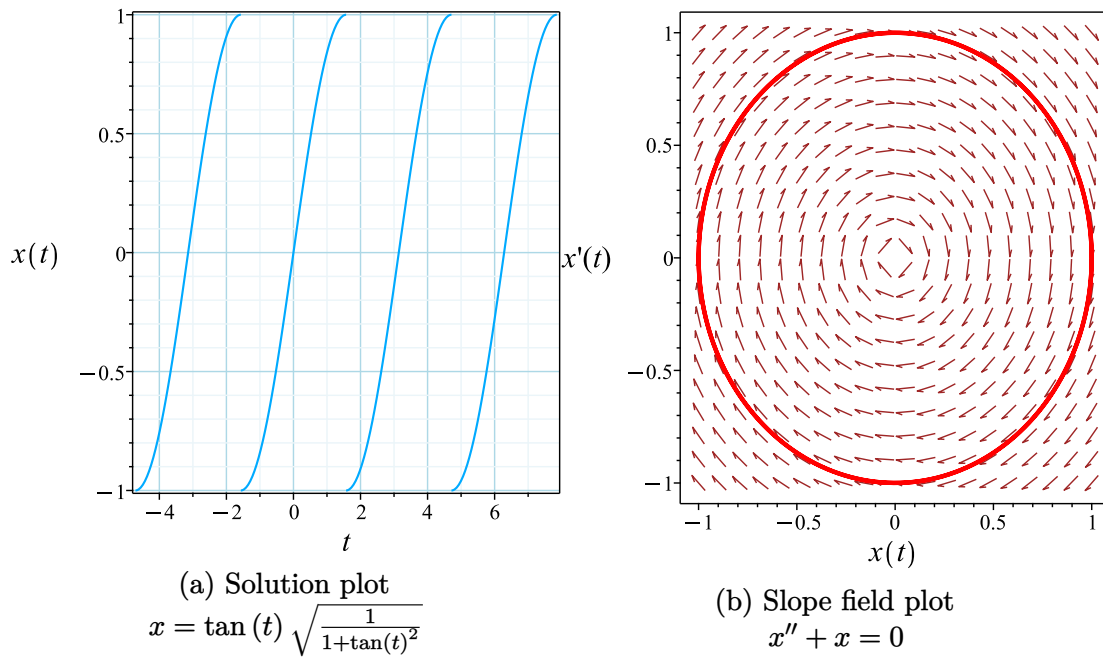 1
0.5
x(t)
0
−0.5
−1
−4 −2 0 2 4 6
t
(a) Solution plot
x = tan (t) √(1/(1+tan(t)²))
1
0.5
x'(t)
0
−0.5
−1
−1 −0.5 0 0.5 1
x(t)
(b) Slope field plot
x″ + x = 0